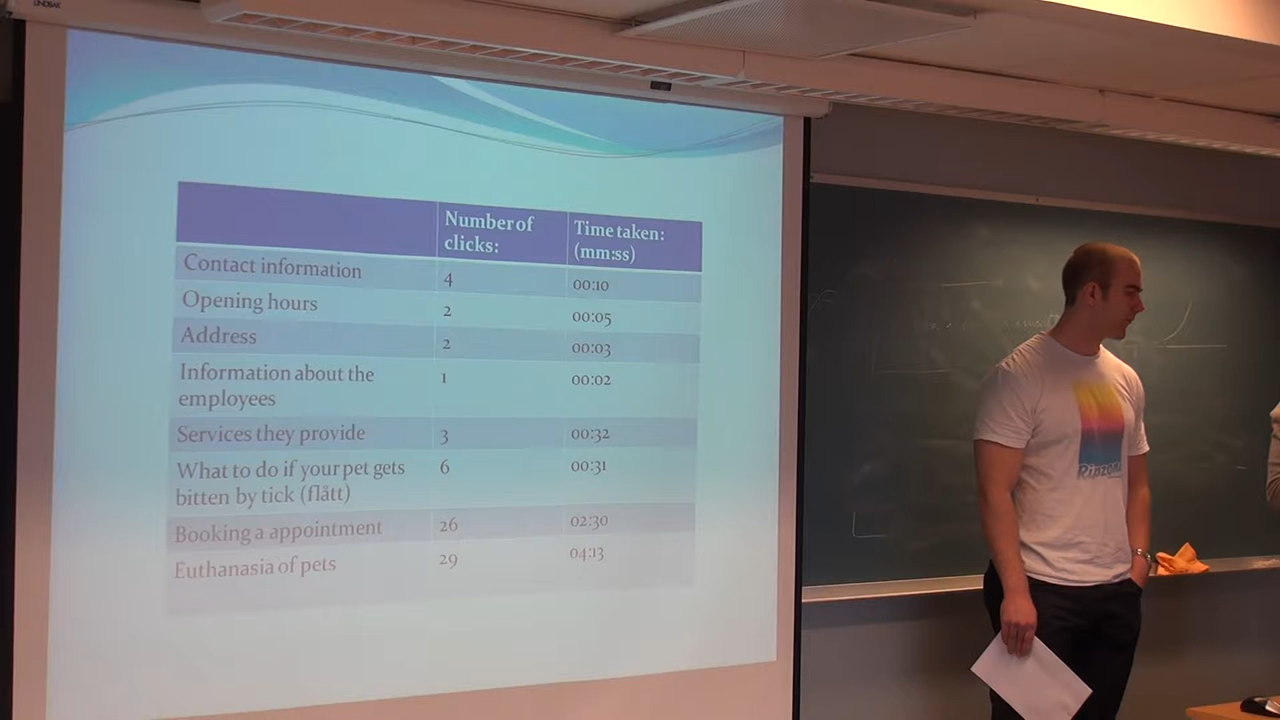 LINDBAK
Number of clicks: Time taken: (mm:ss)
Contact information 4 00:10
Opening hours 2 00:05
Address 2 00:03
Information about the employees 1 00:02
Services they provide 3 00:32
What to do if your pet gets bitten by tick (flått) 6 00:31
Booking a appointment 26 02:30
Euthanasia of pets 29 04:13
Ripzone